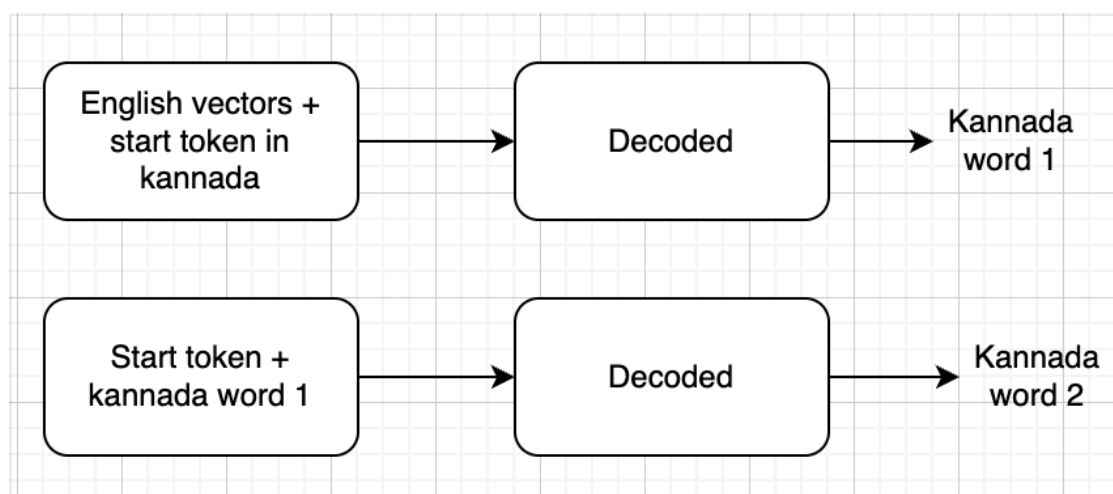 English vectors +
start token in
kannada
Decoded
Kannada
word 1
Start token +
kannada word 1
Decoded
Kannada
word 2